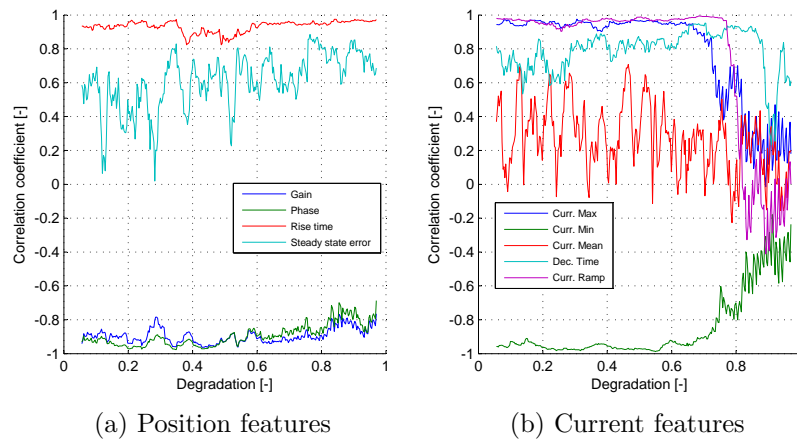 1
0.8
0.6
0.4
0.2
0
-0.2
-0.4
-0.6
-0.8
-1
Correlation coefficient [-]
Gain
Phase
Rise time
Steady state error
0 0.2 0.4 0.6 0.8 1
Degradation [-]
(a) Position features
1
0.8
0.6
0.4
0.2
0
-0.2
-0.4
-0.6
-0.8
-1
Correlation coefficient [-]
Curr. Max
Curr. Min
Curr. Mean
Dec. Time
Curr. Ramp
0 0.2 0.4 0.6 0.8
Degradation [-]
(b) Current features